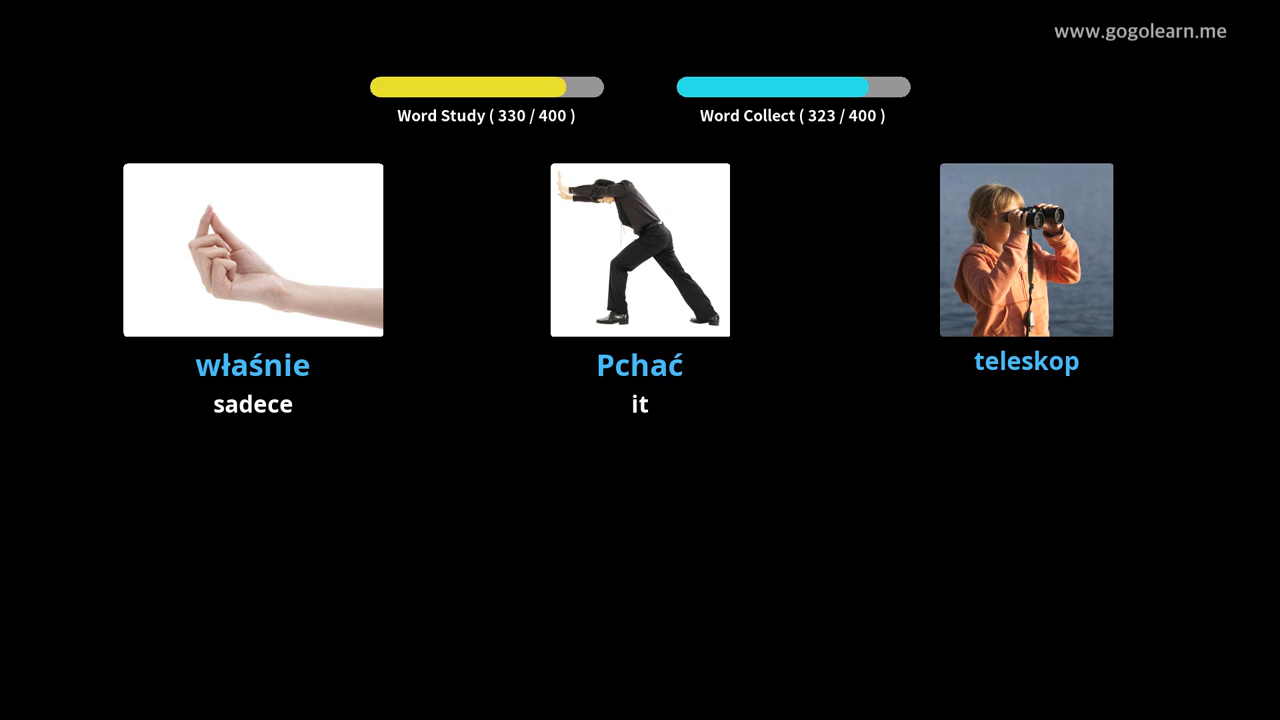 www.gogolearn.me
Word Study ( 330 / 400 )
Word Collect ( 323 / 400 )
właśnie
sadece
Pchać
it
teleskop